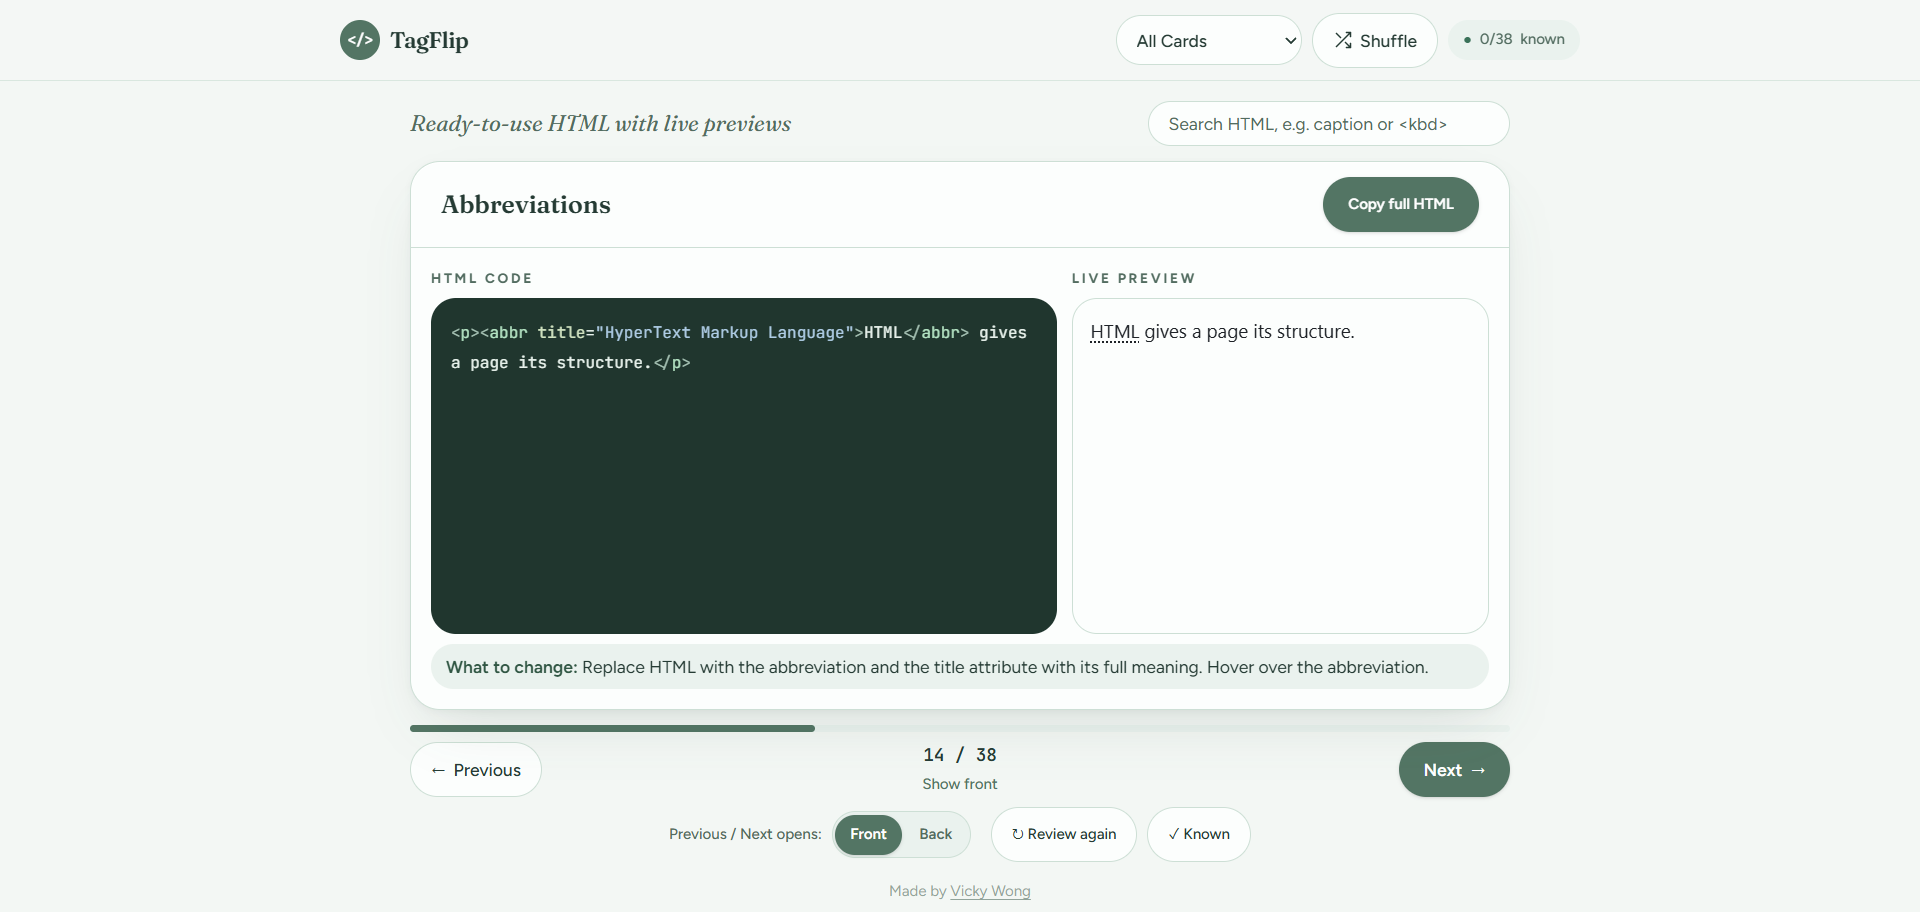 </> TagFlip
All Cards
Shuffle
0/38 known
Ready-to-use HTML with live previews
Search HTML, e.g. caption or <kbd>
Abbreviations
Copy full HTML
HTML CODE
LIVE PREVIEW
<p><abbr title="HyperText Markup Language">HTML</abbr> gives
a page its structure.</p>
HTML gives a page its structure.
What to change: Replace HTML with the abbreviation and the title attribute with its full meaning. Hover over the abbreviation.
← Previous
14 / 38
Show front
Next →
Previous / Next opens:
Front
Back
↻ Review again
✓ Known
Made by Vicky Wong